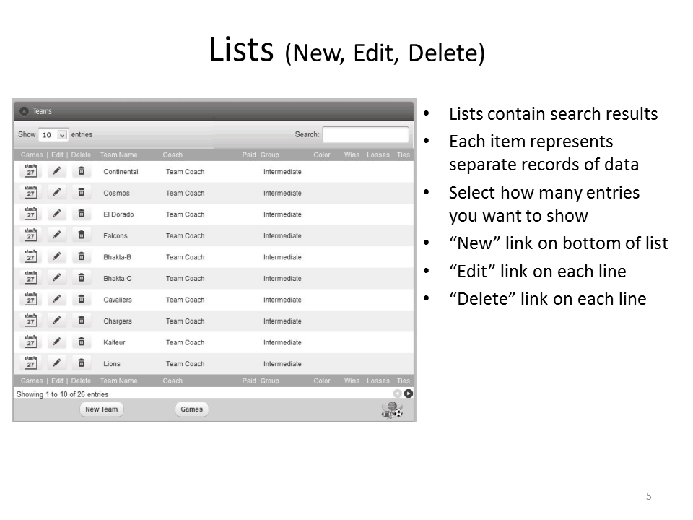 Lists (New, Edit, Delete)
Teams
Show 10 entries Search:
Games | Edit | Delete Team Name Coach Paid Group Color Wins Losses Ties
27 Continental Team Coach Intermediate
27 Cosmos Team Coach Intermediate
27 El Dorado Team Coach Intermediate
27 Falcons Team Coach Intermediate
27 Bhakta-B Team Coach Intermediate
27 Bhakta-C Team Coach Intermediate
27 Cavaliers Team Coach Intermediate
27 Chargers Team Coach Intermediate
27 Kaiteur Team Coach Intermediate
27 Lions Team Coach Intermediate
Games | Edit | Delete Team Name Coach Paid Group Color Wins Losses Ties
Showing 1 to 10 of 26 entries
New Team Games
• Lists contain search results
• Each item represents
separate records of data
• Select how many entries
you want to show
• “New” link on bottom of list
• “Edit” link on each line
• “Delete” link on each line
5